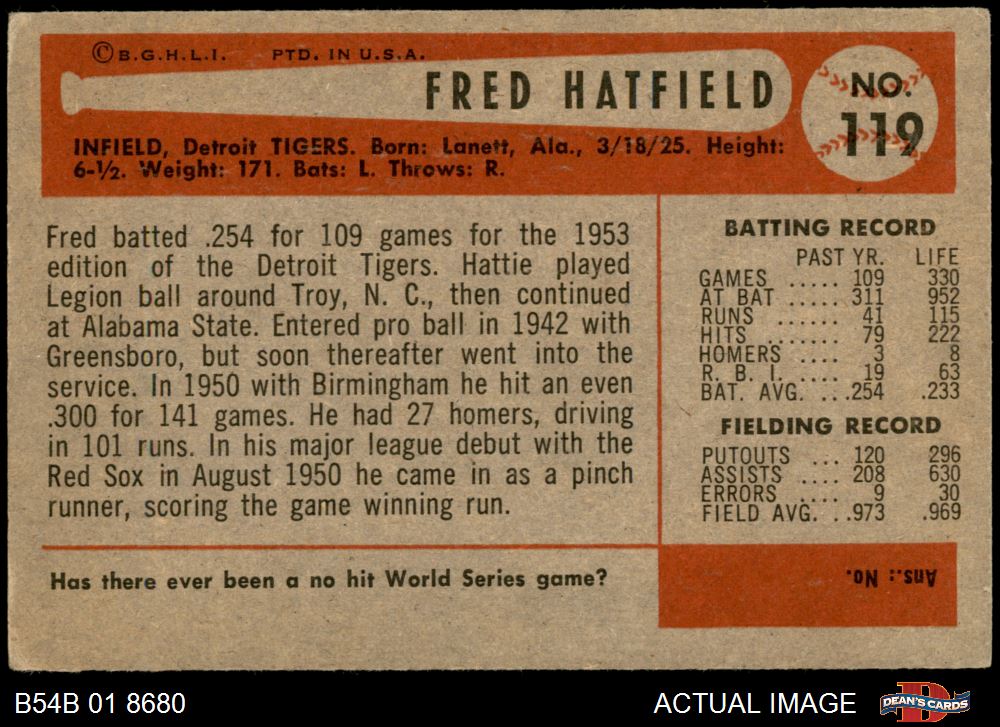 ©B.G.H.L.I. PTD. IN U.S.A.
FRED HATFIELD
NO.
119
INFIELD, Detroit TIGERS. Born: Lanett, Ala., 3/18/25. Height:
6-½. Weight: 171. Bats: L. Throws: R.
Fred batted .254 for 109 games for the 1953
edition of the Detroit Tigers. Hattie played
Legion ball around Troy, N. C., then continued
at Alabama State. Entered pro ball in 1942 with
Greensboro, but soon thereafter went into the
service. In 1950 with Birmingham he hit an even
.300 for 141 games. He had 27 homers, driving
in 101 runs. In his major league debut with the
Red Sox in August 1950 he came in as a pinch
runner, scoring the game winning run.
BATTING RECORD
PAST YR. LIFE
GAMES ..... 109 330
AT BAT ..... 311 952
RUNS ...... 41 115
HITS ....... 79 222
HOMERS .... 3 8
R. B. I. .... 19 63
BAT. AVG. ...254 .233
FIELDING RECORD
PUTOUTS ... 120 296
ASSISTS .... 208 630
ERRORS .... 9 30
FIELD AVG. ..973 .969
Has there ever been a no hit World Series game?
Ans.: No.
B54B 01 8680
ACTUAL IMAGE
DEAN'S CARDS